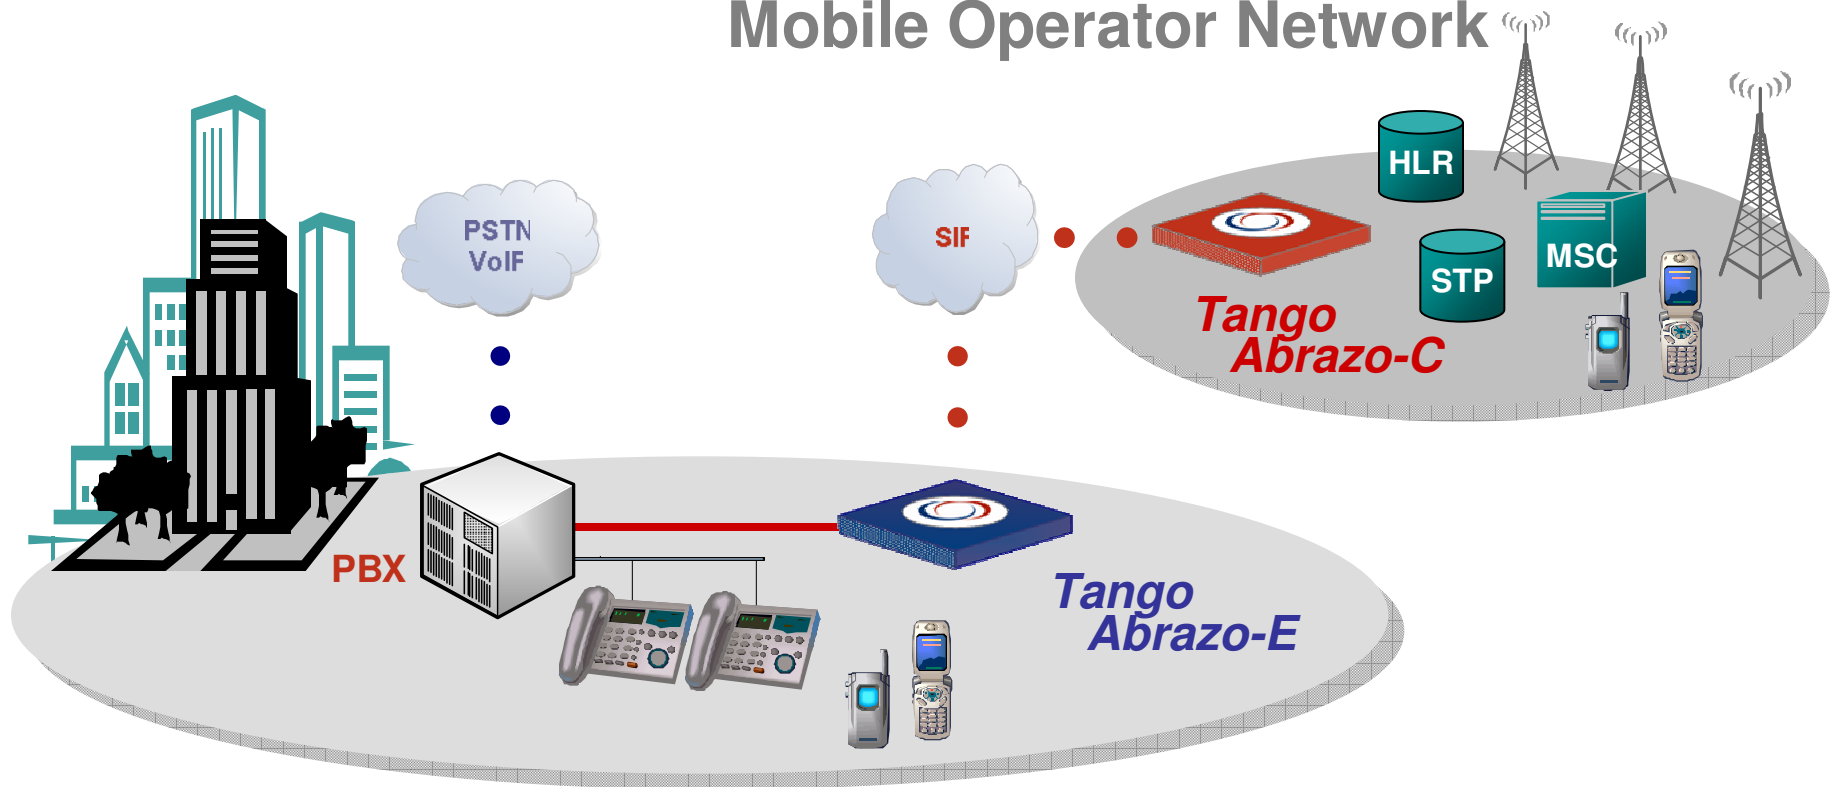 Mobile Operator Network
HLR
PSTN
VoIP
SIP
MSC
STP
Tango
Abrazo-C
PBX
Tango
Abrazo-E